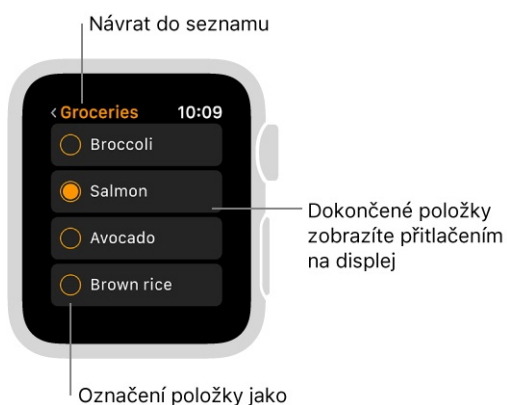 Návrat do seznamu
<Groceries 10:09
Broccoli
Salmon
Avocado
Brown rice
Dokončené položky
zobrazíte přitlačením
na displej
Označení položky jako